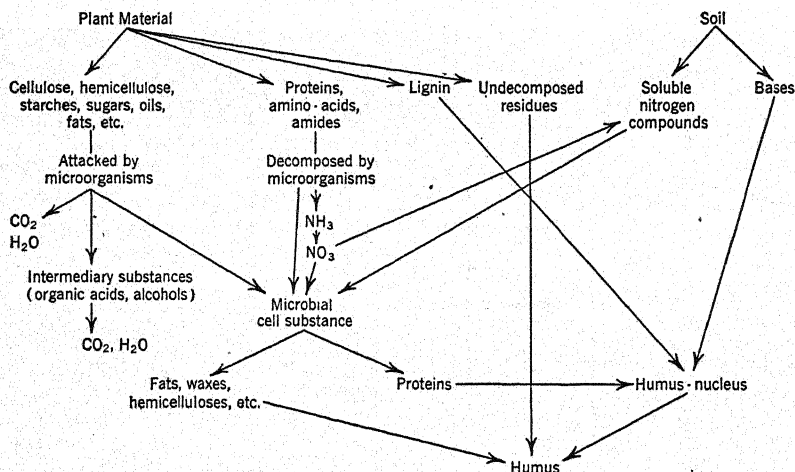 Plant Material
Soil
Cellulose, hemicellulose,
starches, sugars, oils,
fats, etc.
Proteins,
amino-acids,
amides
Lignin
Undecomposed
residues
Soluble
nitrogen
compounds
Bases
Attacked by
microorganisms
Decomposed by
microorganisms
CO2
H2O
NH3
NO3
Intermediary substances
(organic acids, alcohols)
Microbial
cell substance
CO2, H2O
Fats, waxes,
hemicelluloses, etc.
Proteins
Humus-nucleus
Humus